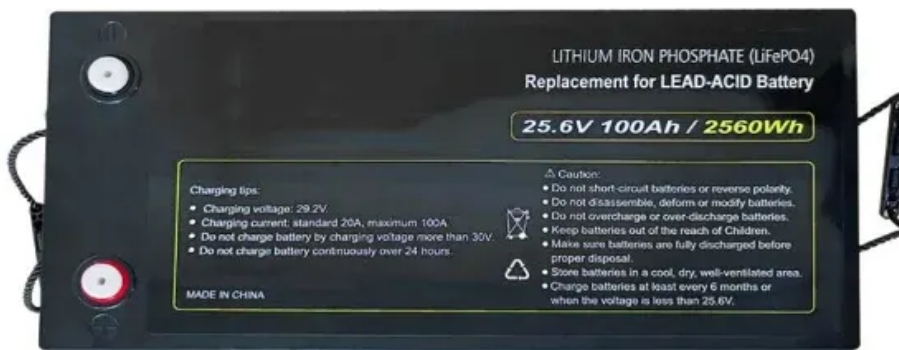 LITHIUM IRON PHOSPHATE (LiFePO4)
Replacement for LEAD-ACID Battery
25.6V 100Ah / 2560Wh
Charging tips:
• Charging voltage: 29.2V.
• Charging current: standard 20A, maximum 100A
• Do not charge battery by charging voltage more than 30V.
• Do not charge battery continuously over 24 hours.
MADE IN CHINA
⚠ Caution:
• Do not short-circuit batteries or reverse polarity.
• Do not disassemble, deform or modify batteries.
• Do not overcharge or over-discharge batteries.
• Keep batteries out of the reach of Children.
• Make sure batteries are fully discharged before
proper disposal.
• Store batteries in a cool, dry, well-ventilated area.
• Charge batteries at least every 6 months or
when the voltage is less than 25.6V.